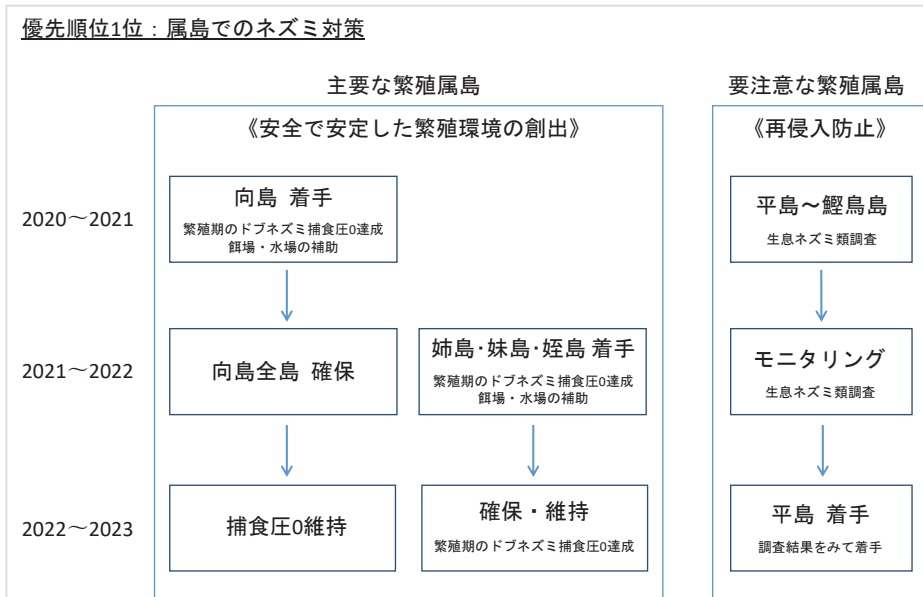 優先順位1位：属島でのネズミ対策
主要な繁殖属島
要注意な繁殖属島
《安全で安定した繁殖環境の創出》
《再侵入防止》
2020～2021
向島 着手
繁殖期のドブネズミ捕食圧0達成
餌場・水場の補助
平島～鰹鳥島
生息ネズミ類調査
2021～2022
向島全島 確保
姉島・妹島・姪島 着手
繁殖期のドブネズミ捕食圧0達成
餌場・水場の補助
モニタリング
生息ネズミ類調査
2022～2023
捕食圧0維持
確保・維持
繁殖期のドブネズミ捕食圧0達成
平島 着手
調査結果をみて着手